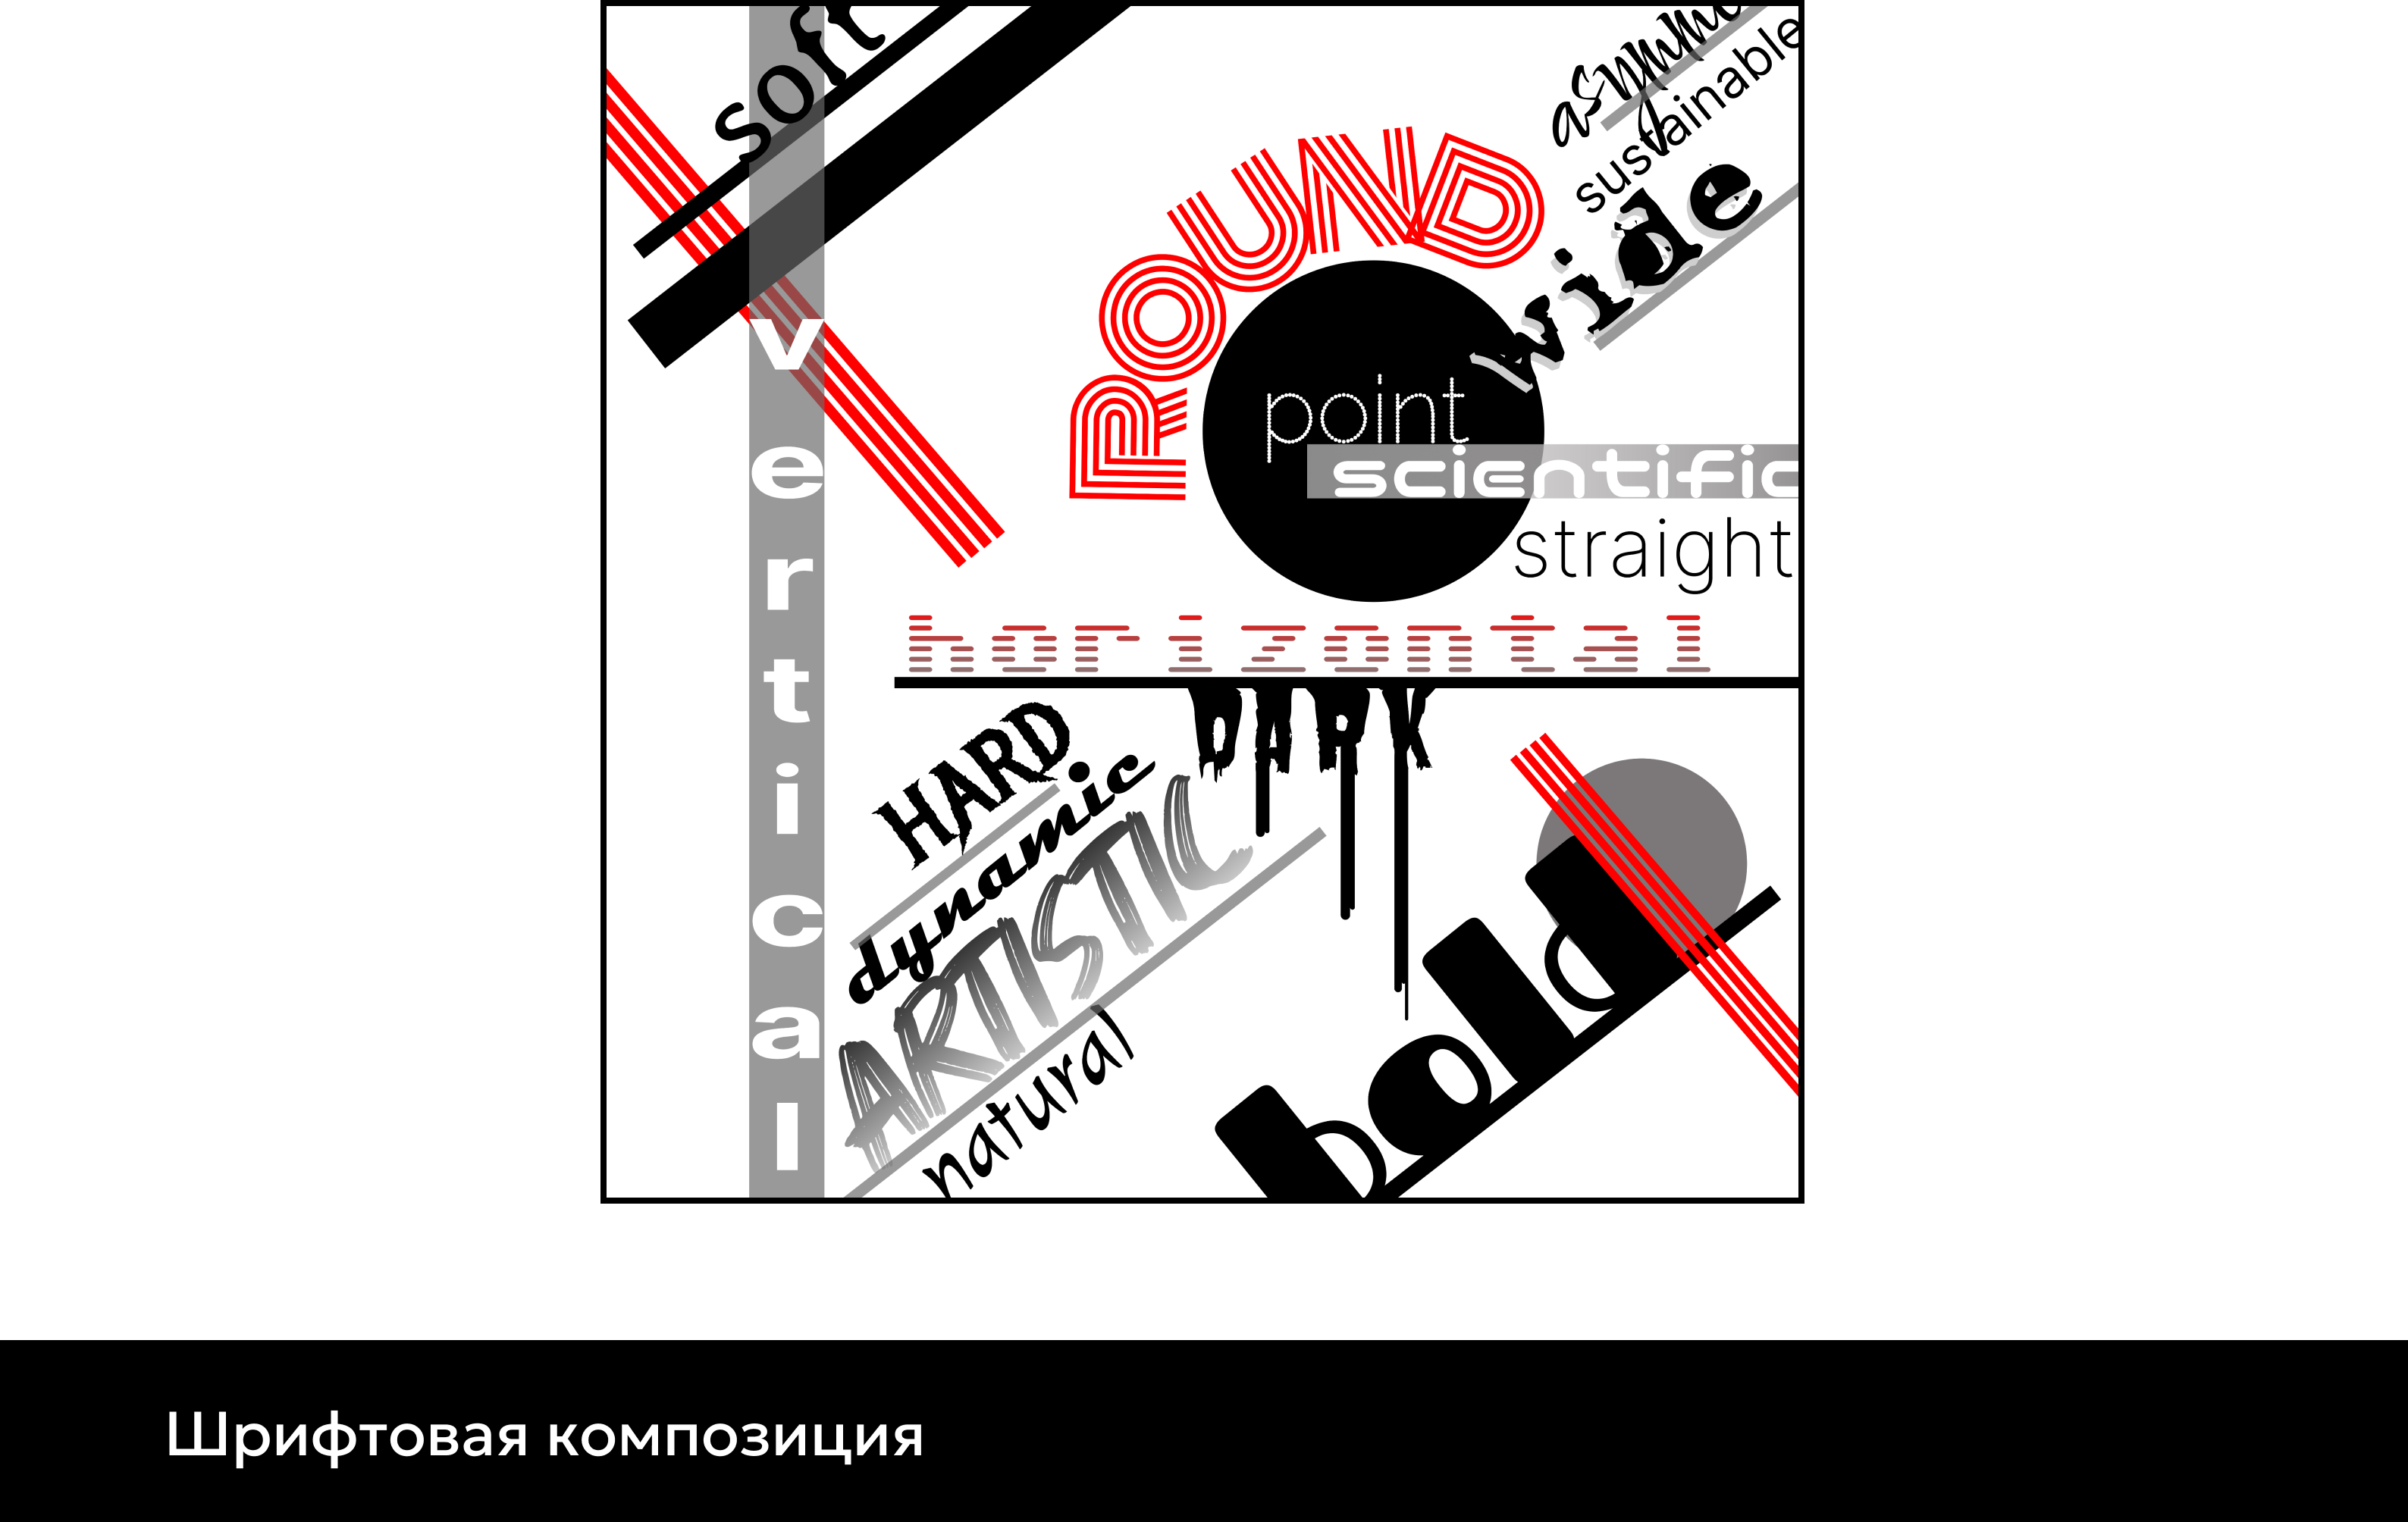 soft
sustainable
wide
ROUND
point
scientific
straight
vertical
horizontal
DARK
HARD
dynamic
ARTISTIC
natural
bold
Шрифтовая композиция